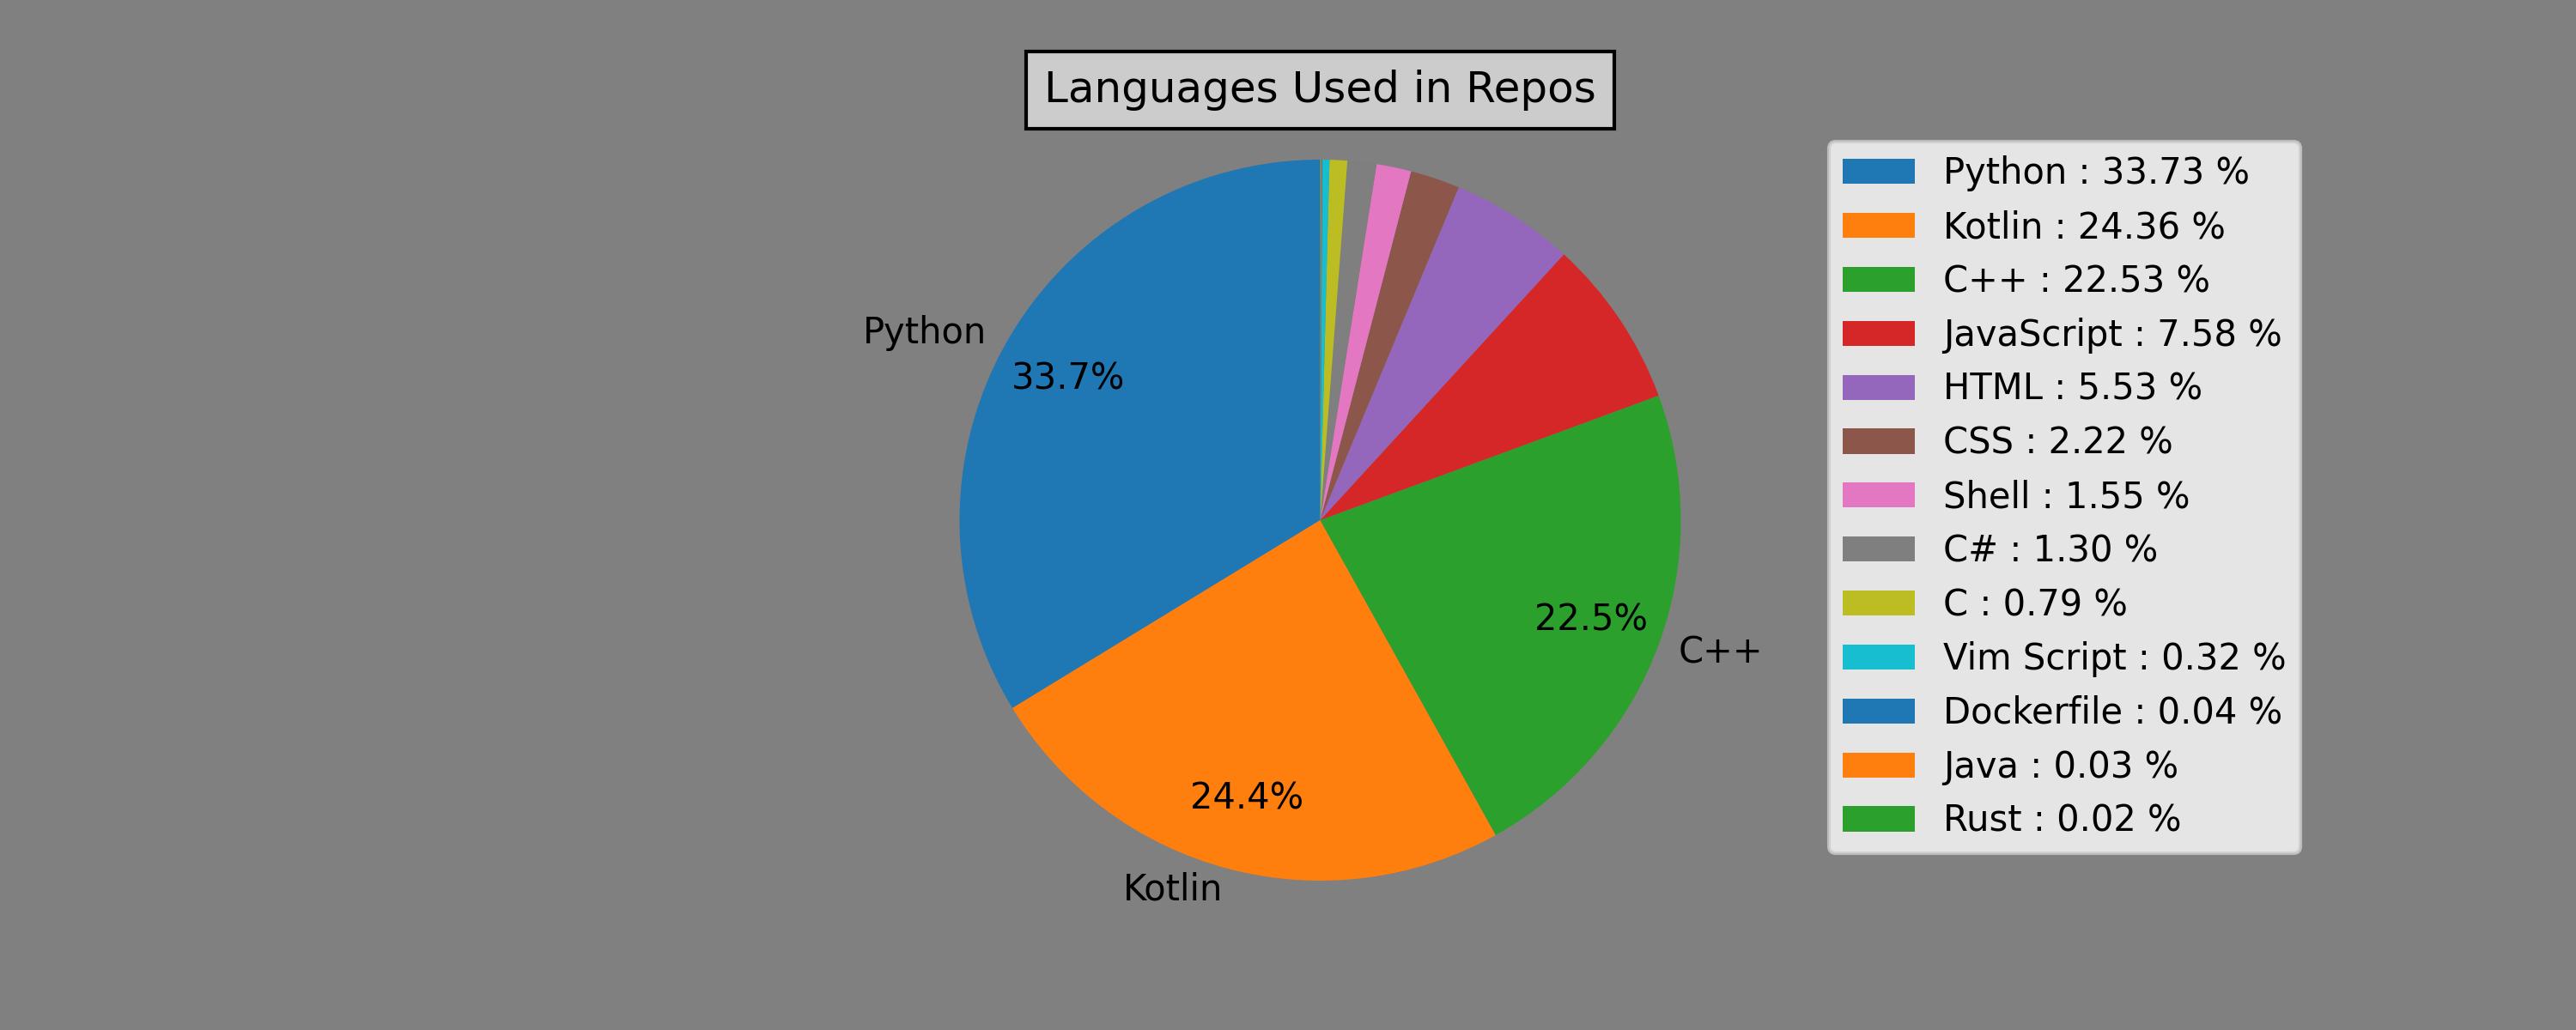 Languages Used in Repos
Python
33.7%
24.4%
Kotlin
22.5%
C++
Python : 33.73 %
Kotlin : 24.36 %
C++ : 22.53 %
JavaScript : 7.58 %
HTML : 5.53 %
CSS : 2.22 %
Shell : 1.55 %
C# : 1.30 %
C : 0.79 %
Vim Script : 0.32 %
Dockerfile : 0.04 %
Java : 0.03 %
Rust : 0.02 %